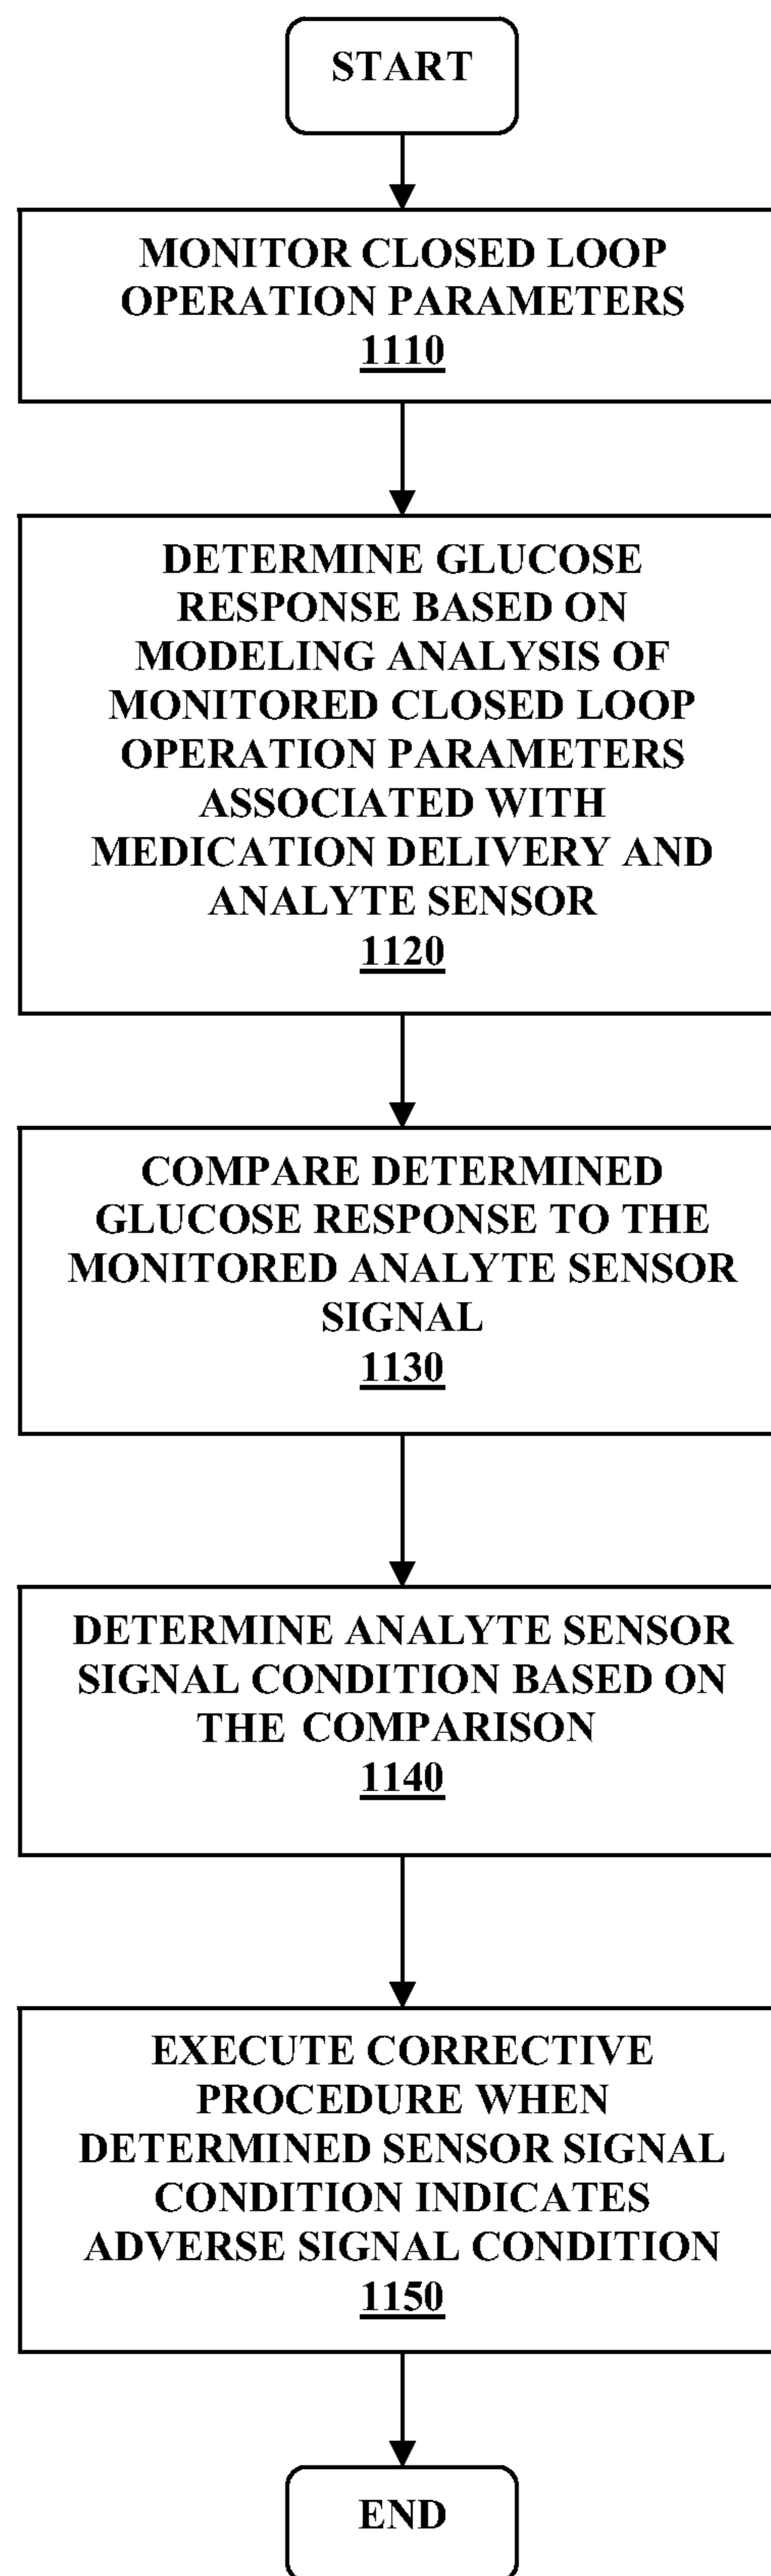 START
MONITOR CLOSED LOOP
OPERATION PARAMETERS
1110
DETERMINE GLUCOSE
RESPONSE BASED ON
MODELING ANALYSIS OF
MONITORED CLOSED LOOP
OPERATION PARAMETERS
ASSOCIATED WITH
MEDICATION DELIVERY AND
ANALYTE SENSOR
1120
COMPARE DETERMINED
GLUCOSE RESPONSE TO THE
MONITORED ANALYTE SENSOR
SIGNAL
1130
DETERMINE ANALYTE SENSOR
SIGNAL CONDITION BASED ON
THE COMPARISON
1140
EXECUTE CORRECTIVE
PROCEDURE WHEN
DETERMINED SENSOR SIGNAL
CONDITION INDICATES
ADVERSE SIGNAL CONDITION
1150
END